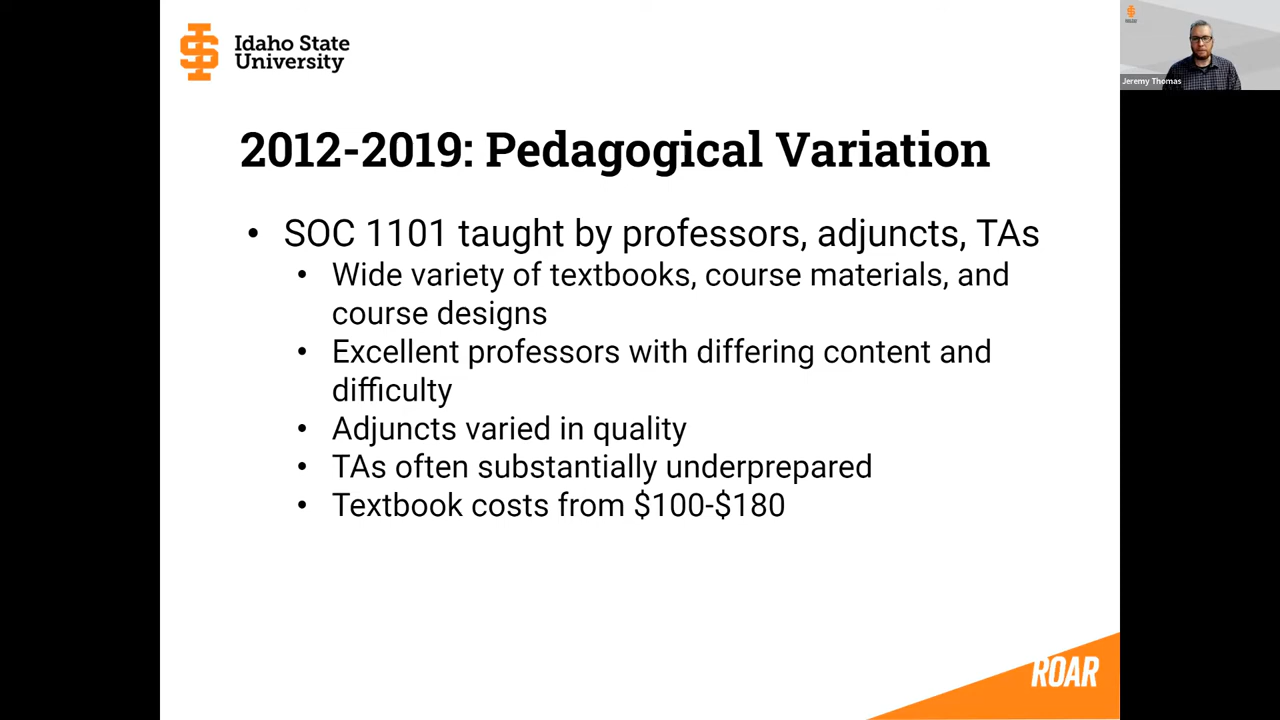 Idaho State
University
Jeremy Thomas
2012-2019: Pedagogical Variation
• SOC 1101 taught by professors, adjuncts, TAs
• Wide variety of textbooks, course materials, and
course designs
• Excellent professors with differing content and
difficulty
• Adjuncts varied in quality
• TAs often substantially underprepared
• Textbook costs from $100-$180
ROAR